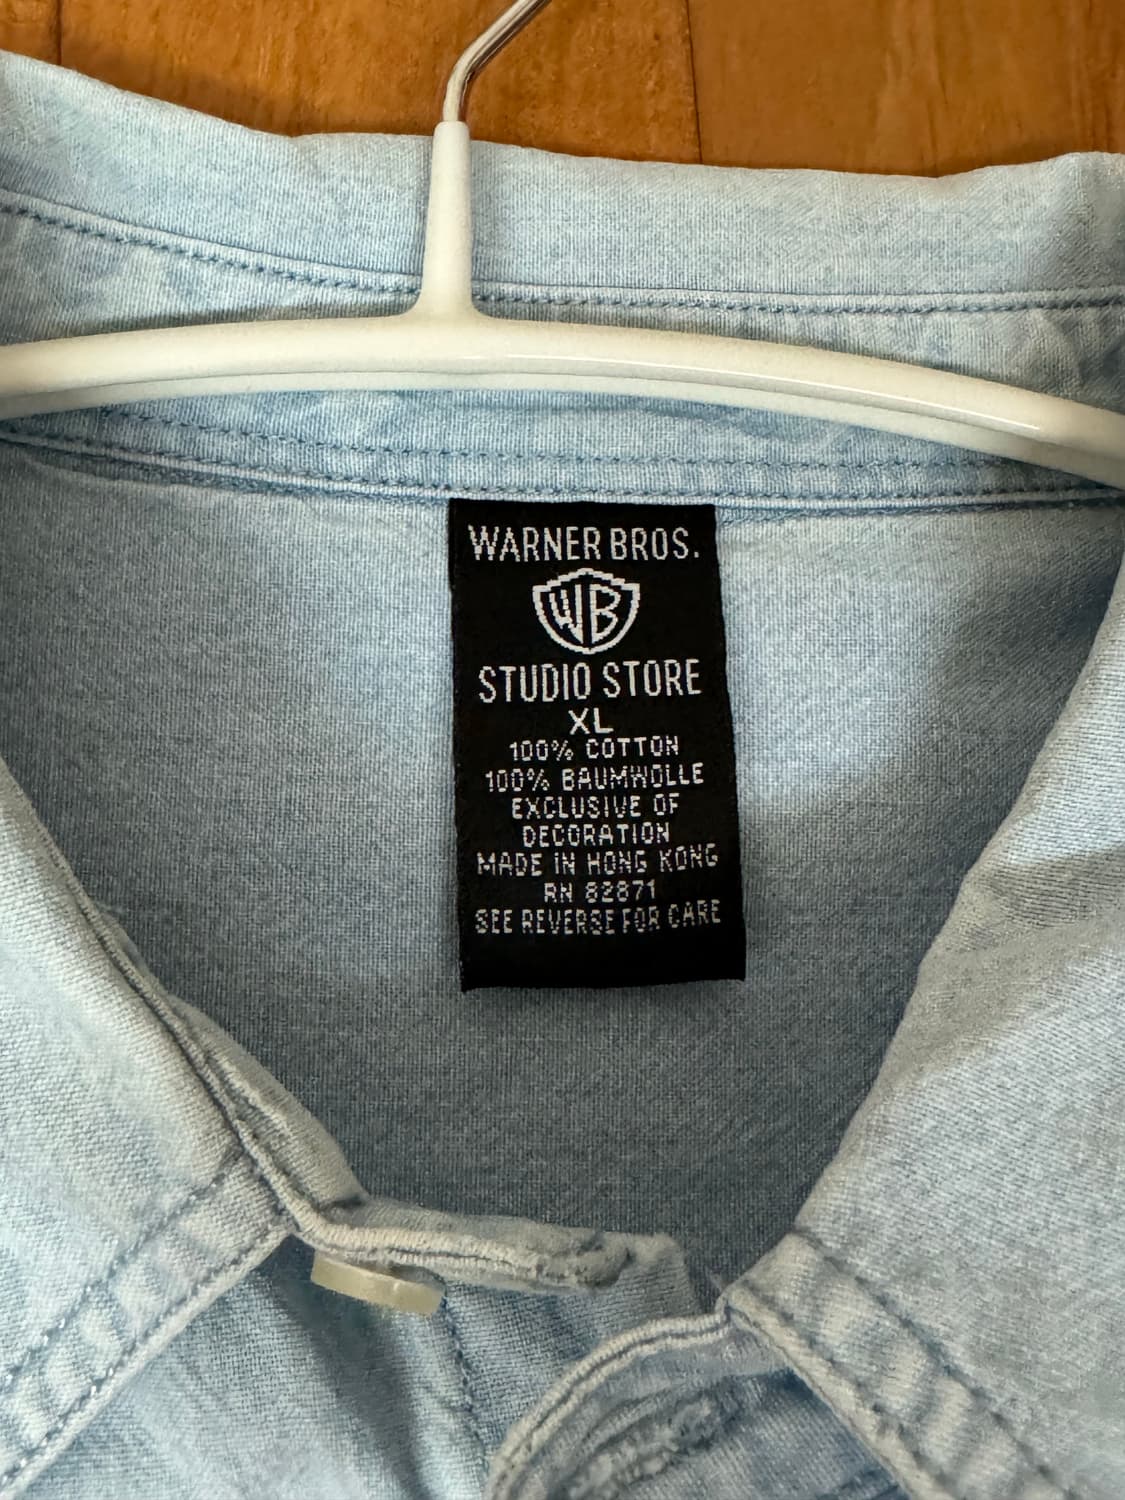 WARNER BROS.
WB
STUDIO STORE
XL
100% COTTON
100% BAUMWOLLE
EXCLUSIVE OF
DECORATION
MADE IN HONG KONG
RN 82871
SEE REVERSE FOR CARE